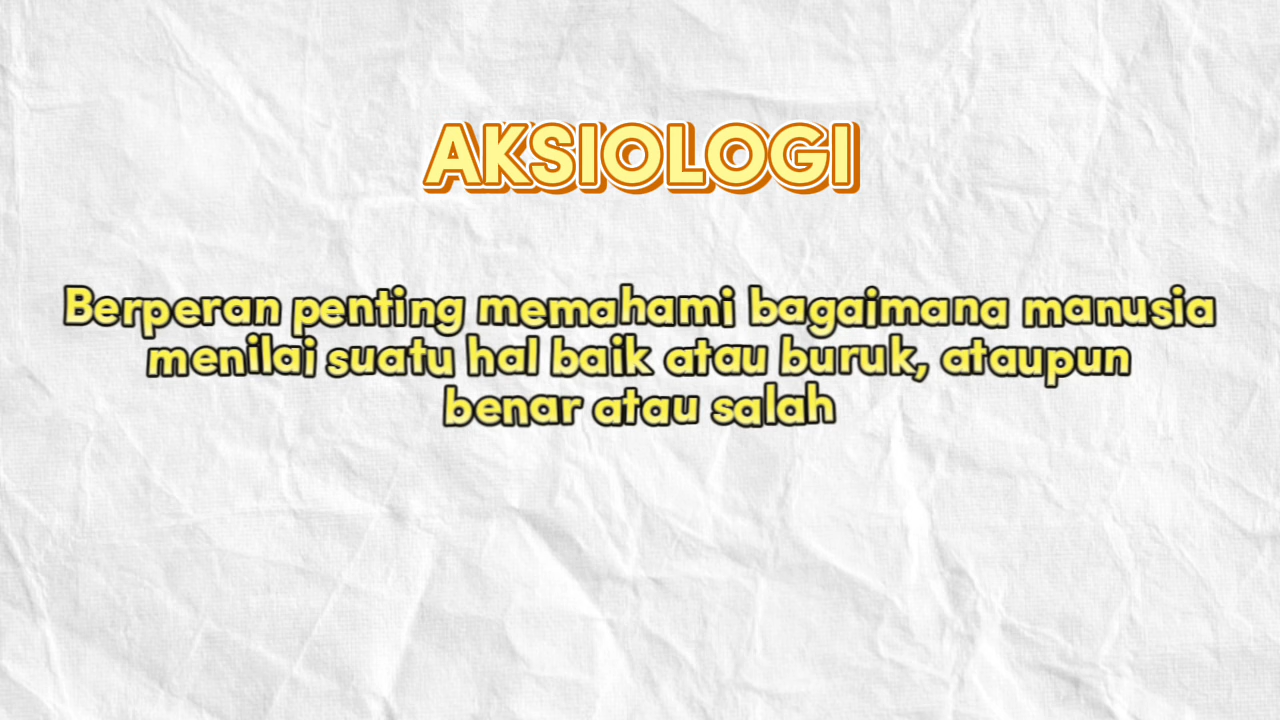 AKSIOLOGI
Berperan penting memahami bagaimana manusia
menilai suatu hal baik atau buruk, ataupun
benar atau salah